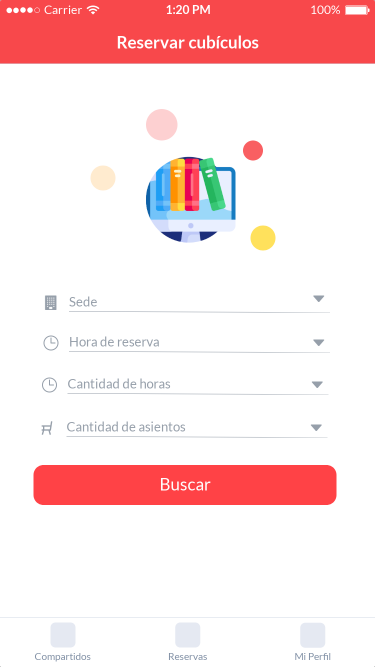 Carrier 1:20 PM 100%
Reservar cubículos
Sede
Hora de reserva
Cantidad de horas
Cantidad de asientos
Buscar
Compartidos Reservas Mi Perfil